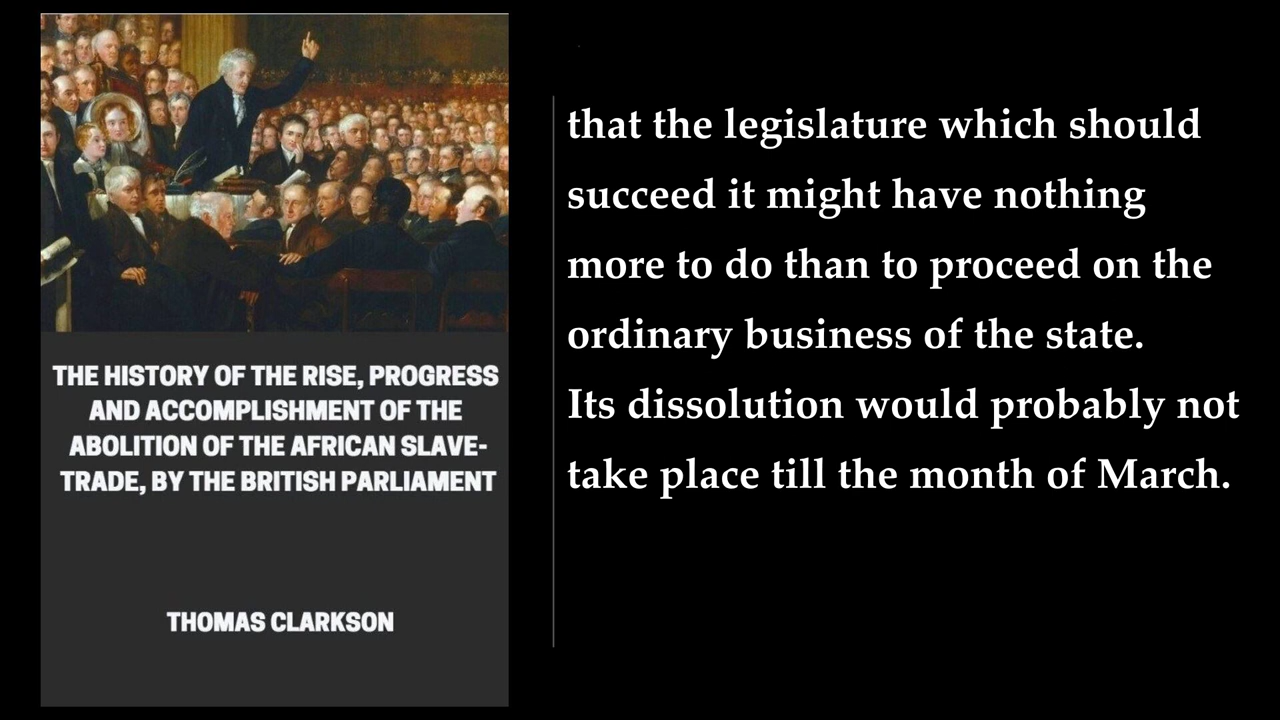 THE HISTORY OF THE RISE, PROGRESS
AND ACCOMPLISHMENT OF THE
ABOLITION OF THE AFRICAN SLAVE-
TRADE, BY THE BRITISH PARLIAMENT
THOMAS CLARKSON
that the legislature which should
succeed it might have nothing
more to do than to proceed on the
ordinary business of the state.
Its dissolution would probably not
take place till the month of March.